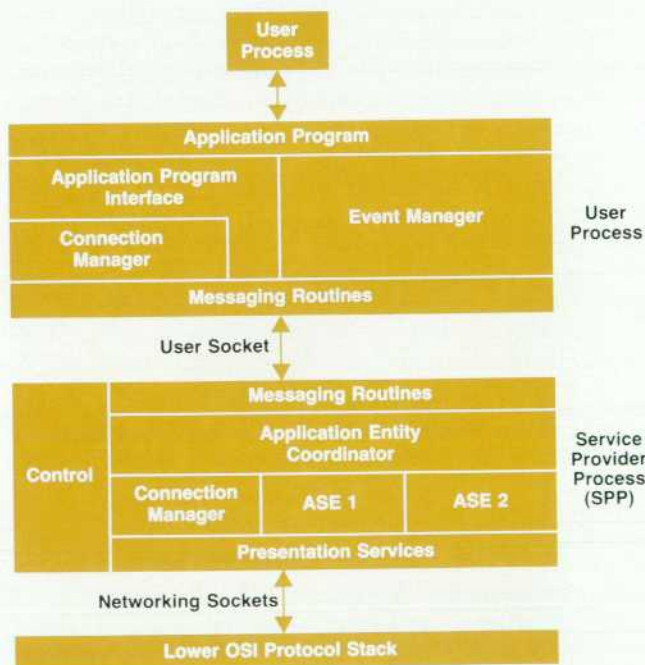 User
Process
Application Program
Application Program
Interface
Event Manager
Connection
Manager
User
Process
Messaging Routines
User Socket
Messaging Routines
Control
Application Entity
Coordinator
Service
Provider
Process
(SPP)
Connection
Manager
ASE 1
ASE 2
Presentation Services
Networking Sockets
Lower OSI Protocol Stack